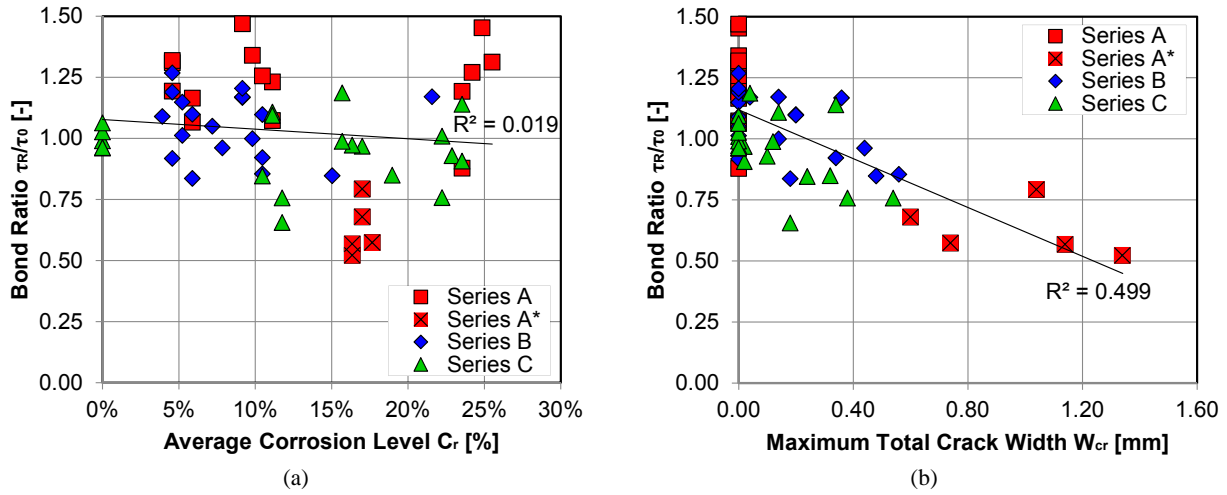 1.50
1.25
1.00
0.75
0.50
0.25
0.00
Bond Ratio τR/τ0 [-]
R² = 0.019
Series A
Series A*
Series B
Series C
0% 5% 10% 15% 20% 25% 30%
Average Corrosion Level Cr [%]
(a)
1.50
1.25
1.00
0.75
0.50
0.25
0.00
Bond Ratio τR/τ0 [-]
Series A
Series A*
Series B
Series C
R² = 0.499
0.00 0.40 0.80 1.20 1.60
Maximum Total Crack Width Wcr [mm]
(b)